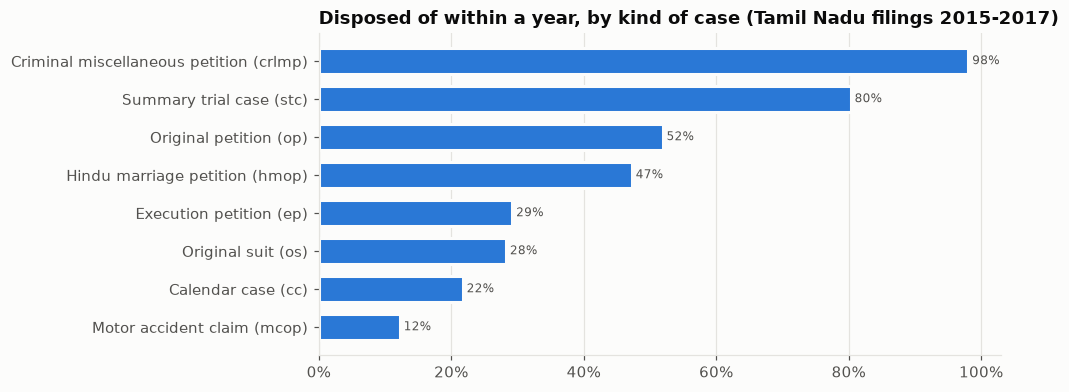 Disposed of within a year, by kind of case (Tamil Nadu filings 2015-2017)
Criminal miscellaneous petition (crlmp) 98%
Summary trial case (stc) 80%
Original petition (op) 52%
Hindu marriage petition (hmop) 47%
Execution petition (ep) 29%
Original suit (os) 28%
Calendar case (cc) 22%
Motor accident claim (mcop) 12%
0% 20% 40% 60% 80% 100%